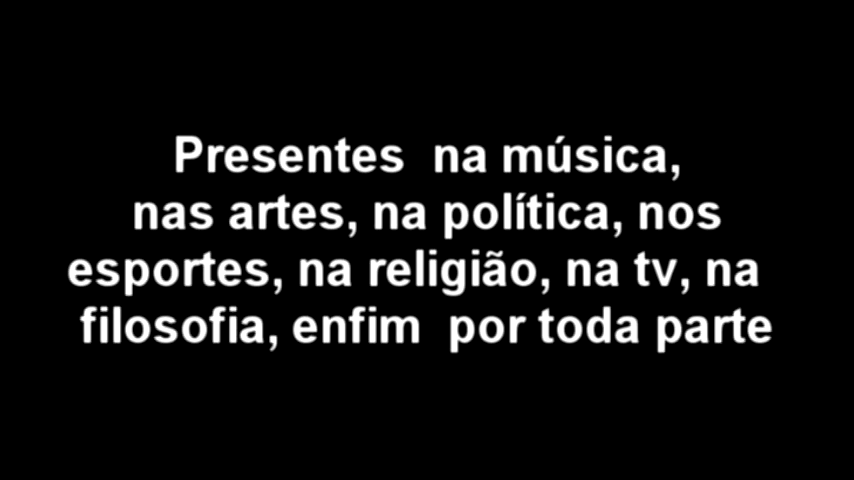 Presentes na música,
nas artes, na política, nos
esportes, na religião, na tv, na
filosofia, enfim por toda parte